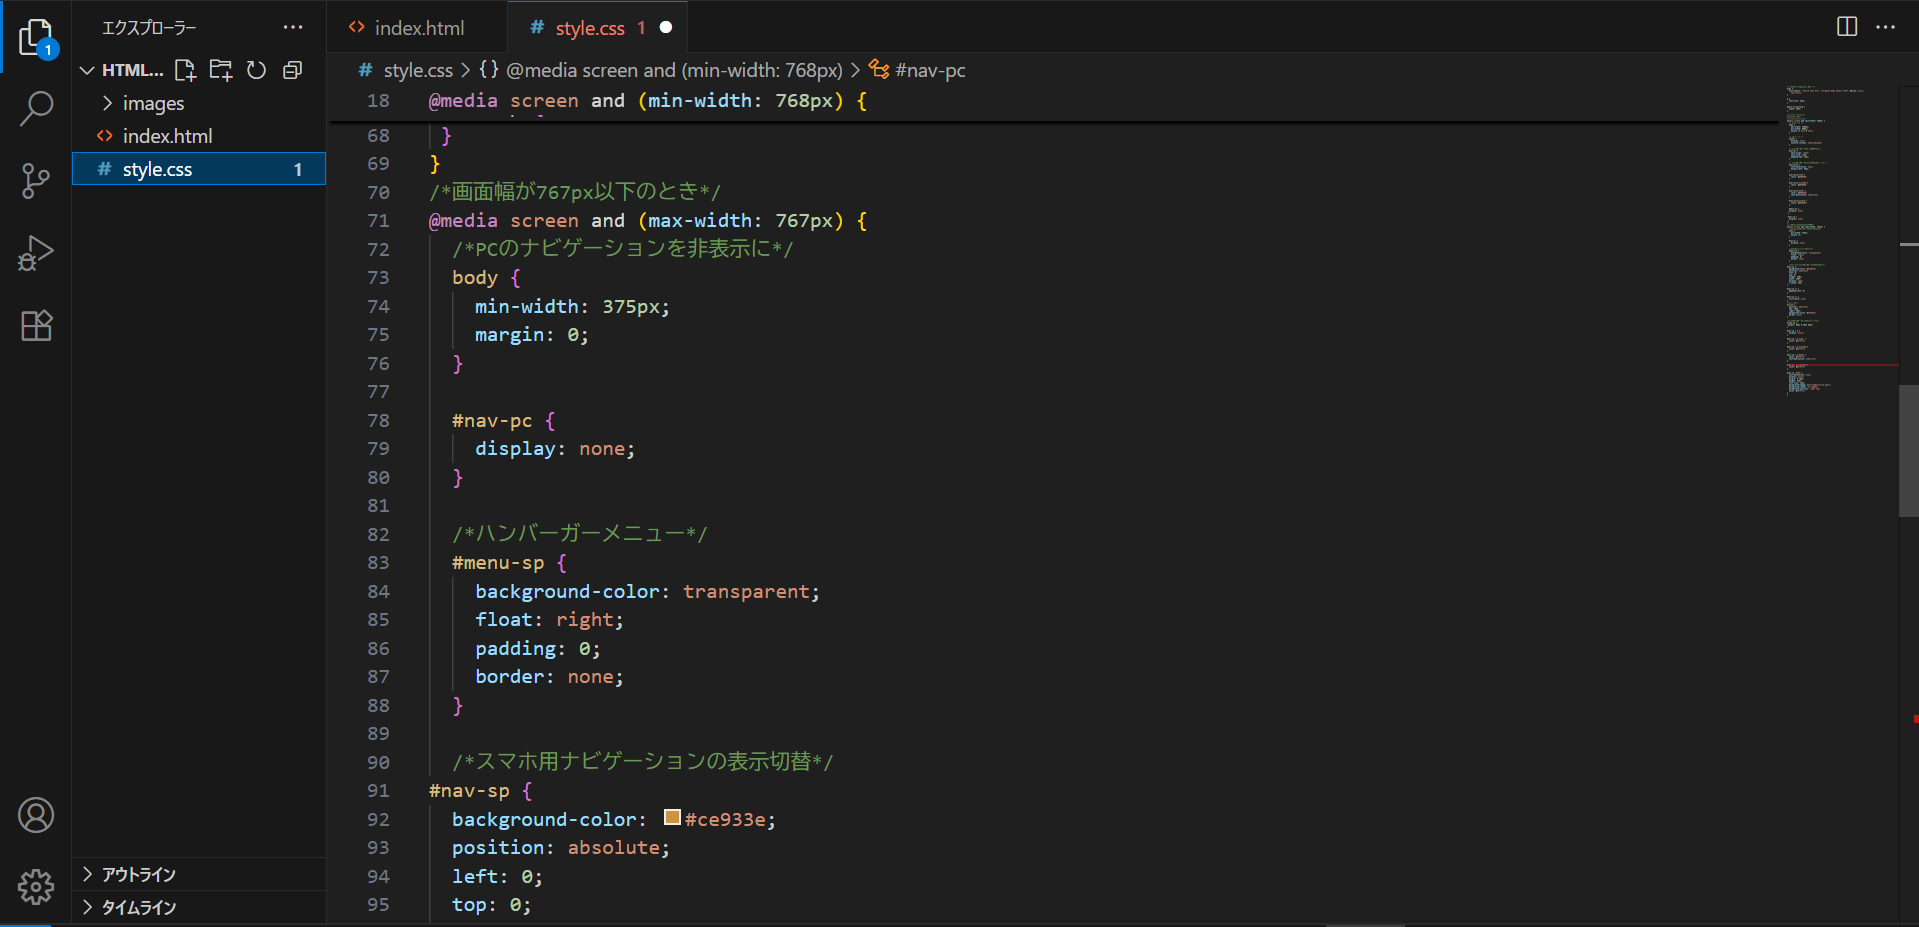 エクスプローラー
index.html
# style.css 1
1
HTML...
images
index.html
# style.css 1
アウトライン
タイムライン
# style.css > {} @media screen and (min-width: 768px) > #nav-pc
18 @media screen and (min-width: 768px) {
68 }
69 }
70 /*画面幅が767px以下のとき*/
71 @media screen and (max-width: 767px) {
72 /*PCのナビゲーションを非表示に*/
73 body {
74 min-width: 375px;
75 margin: 0;
76 }
77
78 #nav-pc {
79 display: none;
80 }
81
82 /*ハンバーガーメニュー*/
83 #menu-sp {
84 background-color: transparent;
85 float: right;
86 padding: 0;
87 border: none;
88 }
89
90 /*スマホ用ナビゲーションの表示切替*/
91 #nav-sp {
92 background-color: #ce933e;
93 position: absolute;
94 left: 0;
95 top: 0;